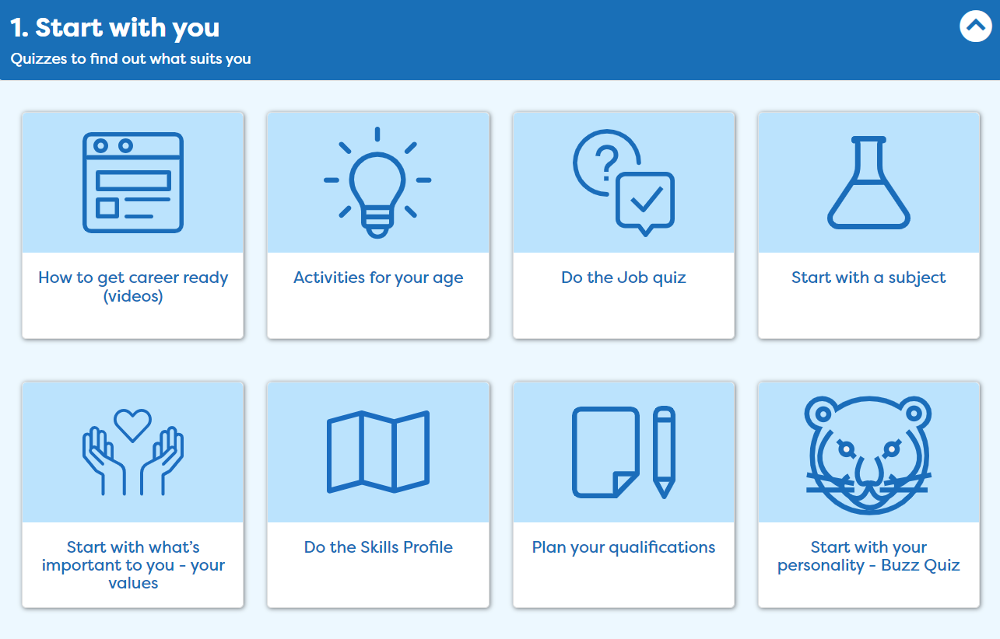 1. Start with you
Quizzes to find out what suits you
How to get career ready
(videos)
Activities for your age
Do the Job quiz
Start with a subject
Start with what’s
important to you - your
values
Do the Skills Profile
Plan your qualifications
Start with your
personality - Buzz Quiz